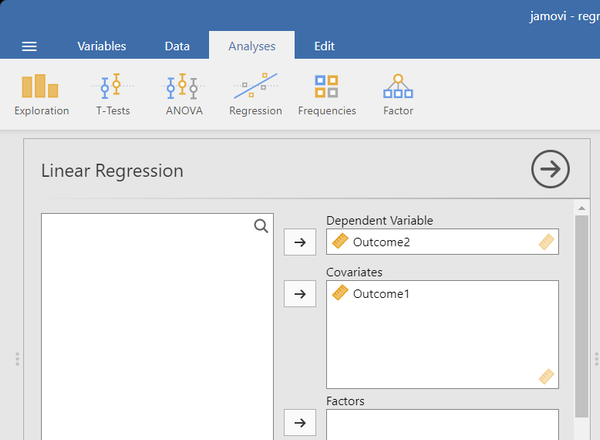 jamovi - regr
Variables Data Analyses Edit
Exploration T-Tests ANOVA Regression Frequencies Factor
Linear Regression
Dependent Variable
Outcome2
Covariates
Outcome1
Factors